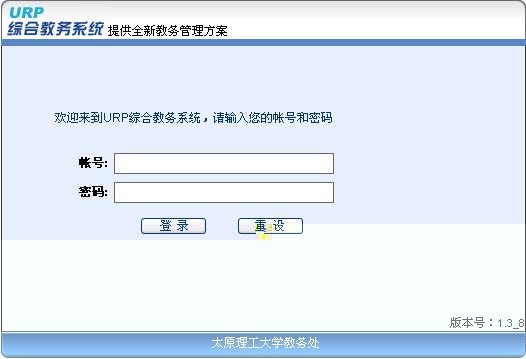 URP
综合教务系统 提供全新教务管理方案
欢迎来到URP综合教务系统，请输入您的帐号和密码
帐号:
密码:
登 录 重 设
版本号：1.3_8
太原理工大学教务处